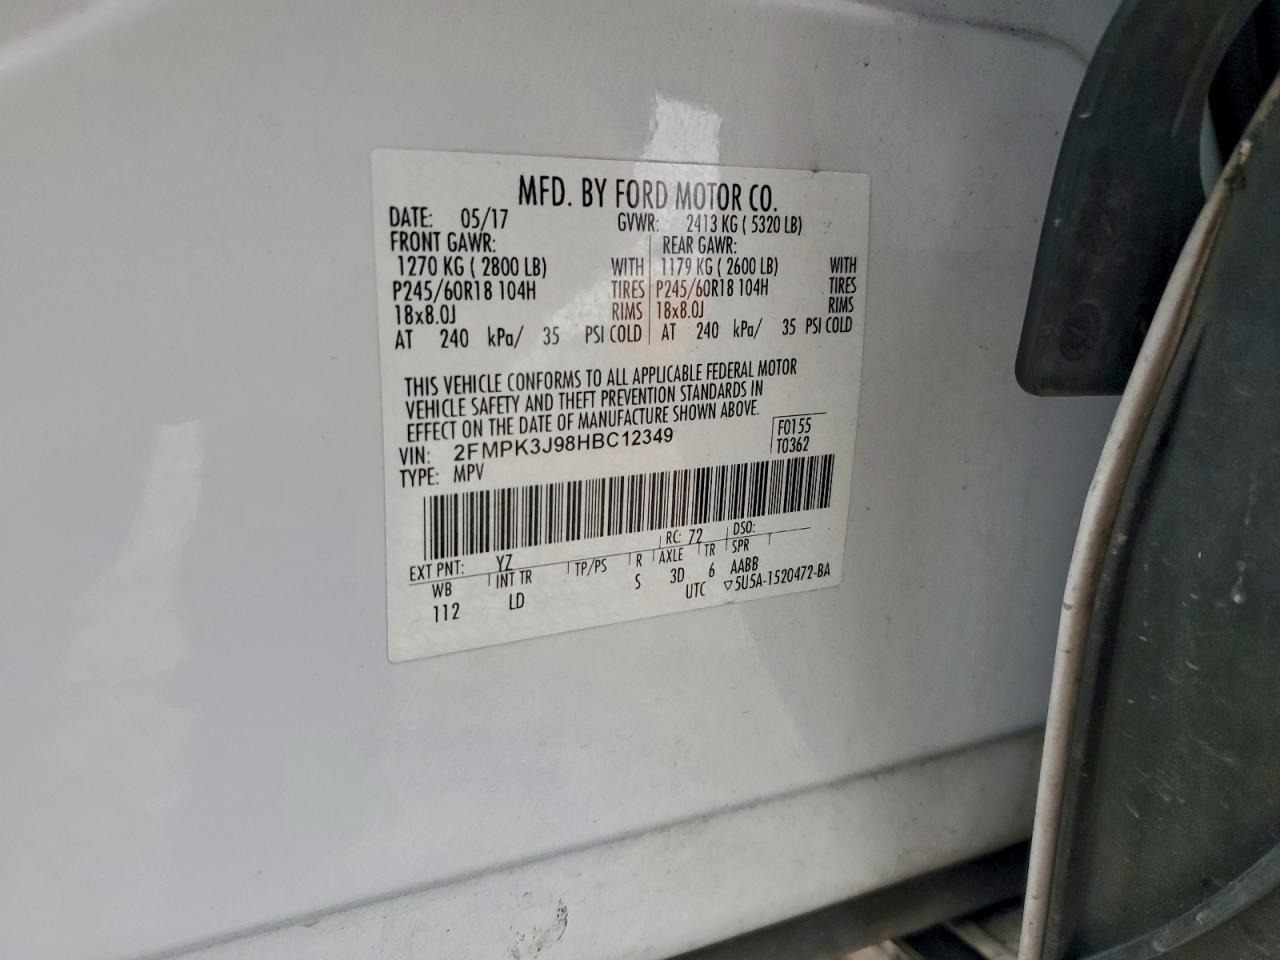 MFD. BY FORD MOTOR CO.
DATE: 05/17 GVWR: 2413 KG ( 5320 LB)
FRONT GAWR: REAR GAWR:
1270 KG ( 2800 LB) WITH 1179 KG ( 2600 LB) WITH
P245/60R18 104H TIRES P245/60R18 104H TIRES
18x8.0J RIMS 18x8.0J RIMS
AT 240 kPa/ 35 PSI COLD AT 240 kPa/ 35 PSI COLD
THIS VEHICLE CONFORMS TO ALL APPLICABLE FEDERAL MOTOR
VEHICLE SAFETY AND THEFT PREVENTION STANDARDS IN
EFFECT ON THE DATE OF MANUFACTURE SHOWN ABOVE.
VIN: 2FMPK3J98HBC12349 F0155
TYPE: MPV T0362
EXT PNT: YZ RC: 72 DSO:
WB INT TR TP/PS R AXLE TR SPR
112 LD S 3D 6 AABB
UTC ▽5U5A-1520472-BA